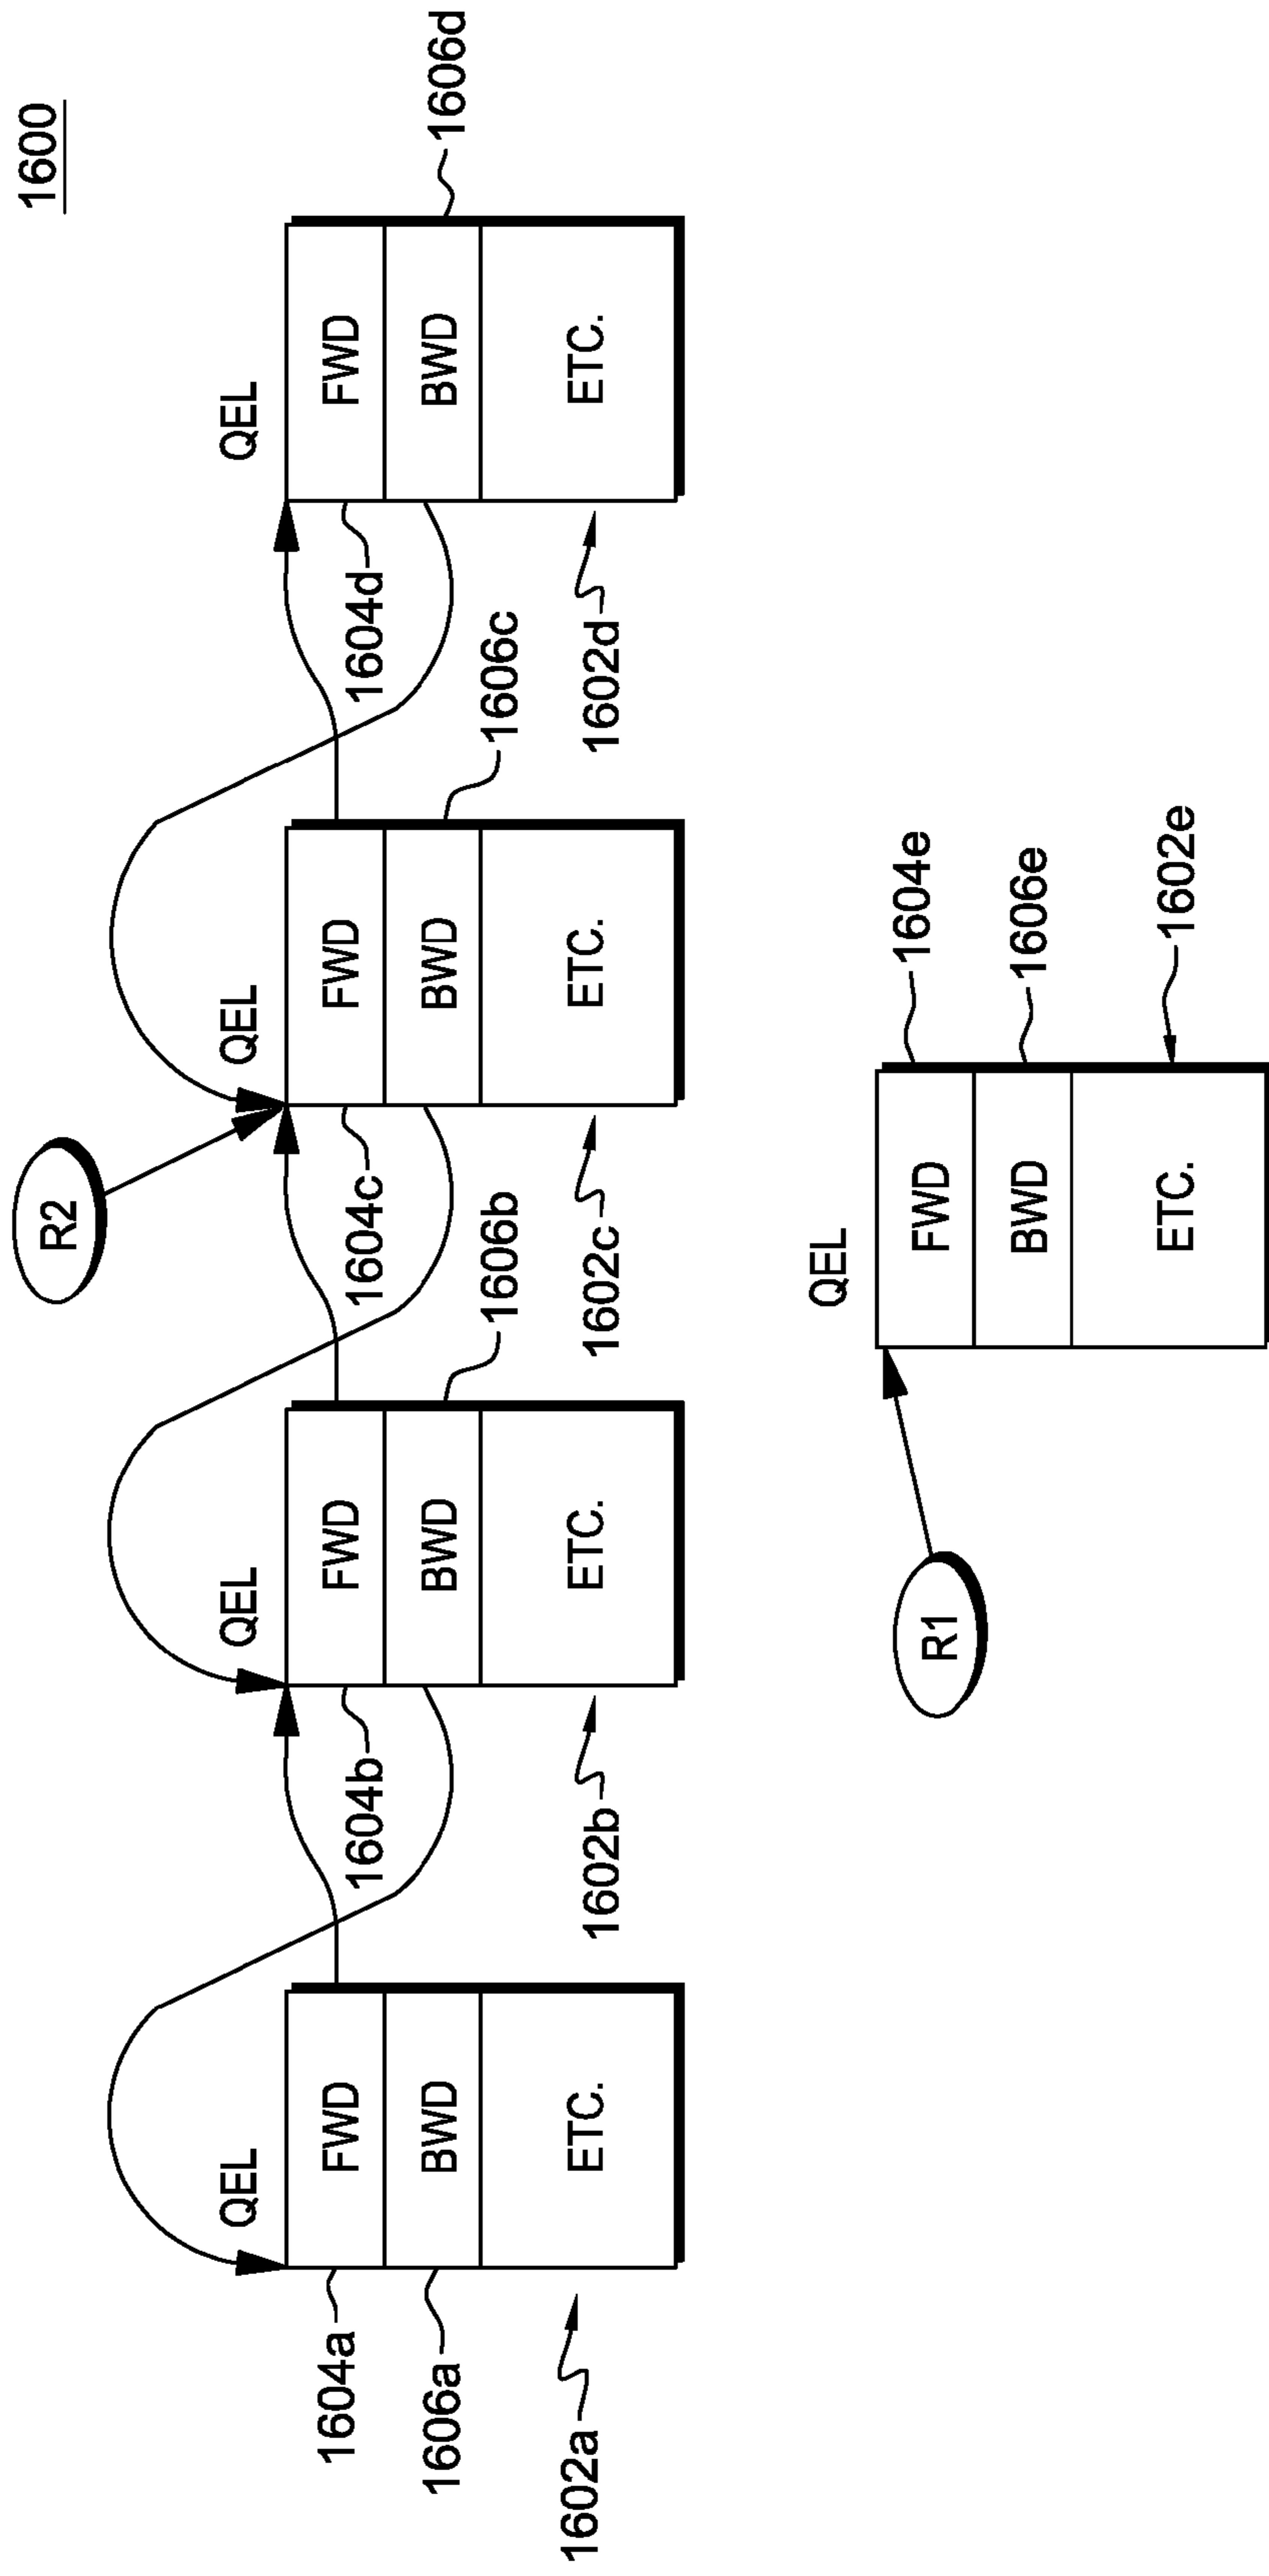 1600
R2
QEL QEL QEL QEL
1604a FWD 1604b FWD 1604c FWD 1604d FWD
1606a BWD 1606b BWD 1606c BWD 1606d BWD
1602a ETC. 1602b ETC. 1602c ETC. 1602d ETC.
QEL
R1 FWD 1604e
BWD 1606e
ETC. 1602e